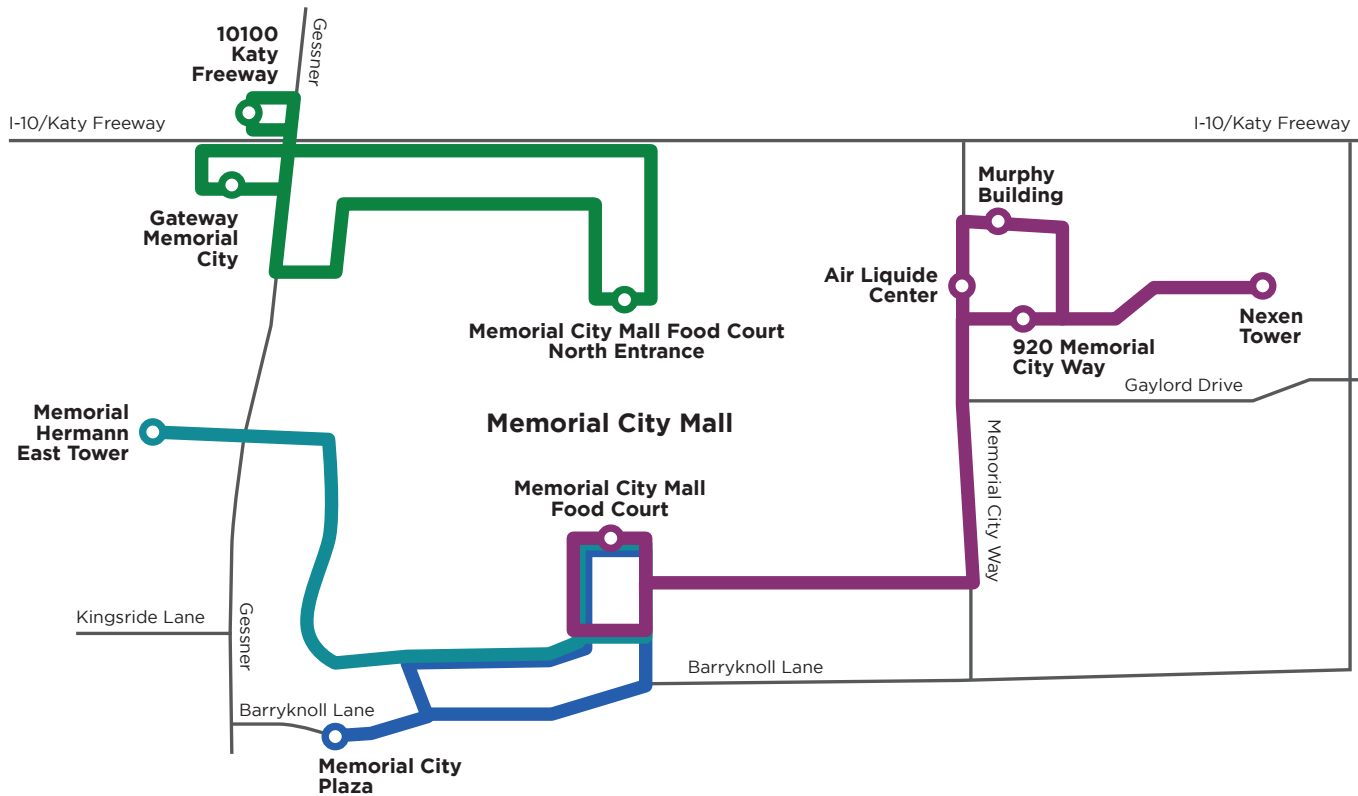 10100
Katy
Freeway
Gessner
I-10/Katy Freeway
I-10/Katy Freeway
Gateway
Memorial
City
Murphy
Building
Air Liquide
Center
Nexen
Tower
920 Memorial
City Way
Memorial City Mall Food Court
North Entrance
Gaylord Drive
Memorial
Hermann
East Tower
Memorial City Mall
Memorial City Way
Memorial City Mall
Food Court
Kingsride Lane
Gessner
Barryknoll Lane
Barryknoll Lane
Memorial City
Plaza